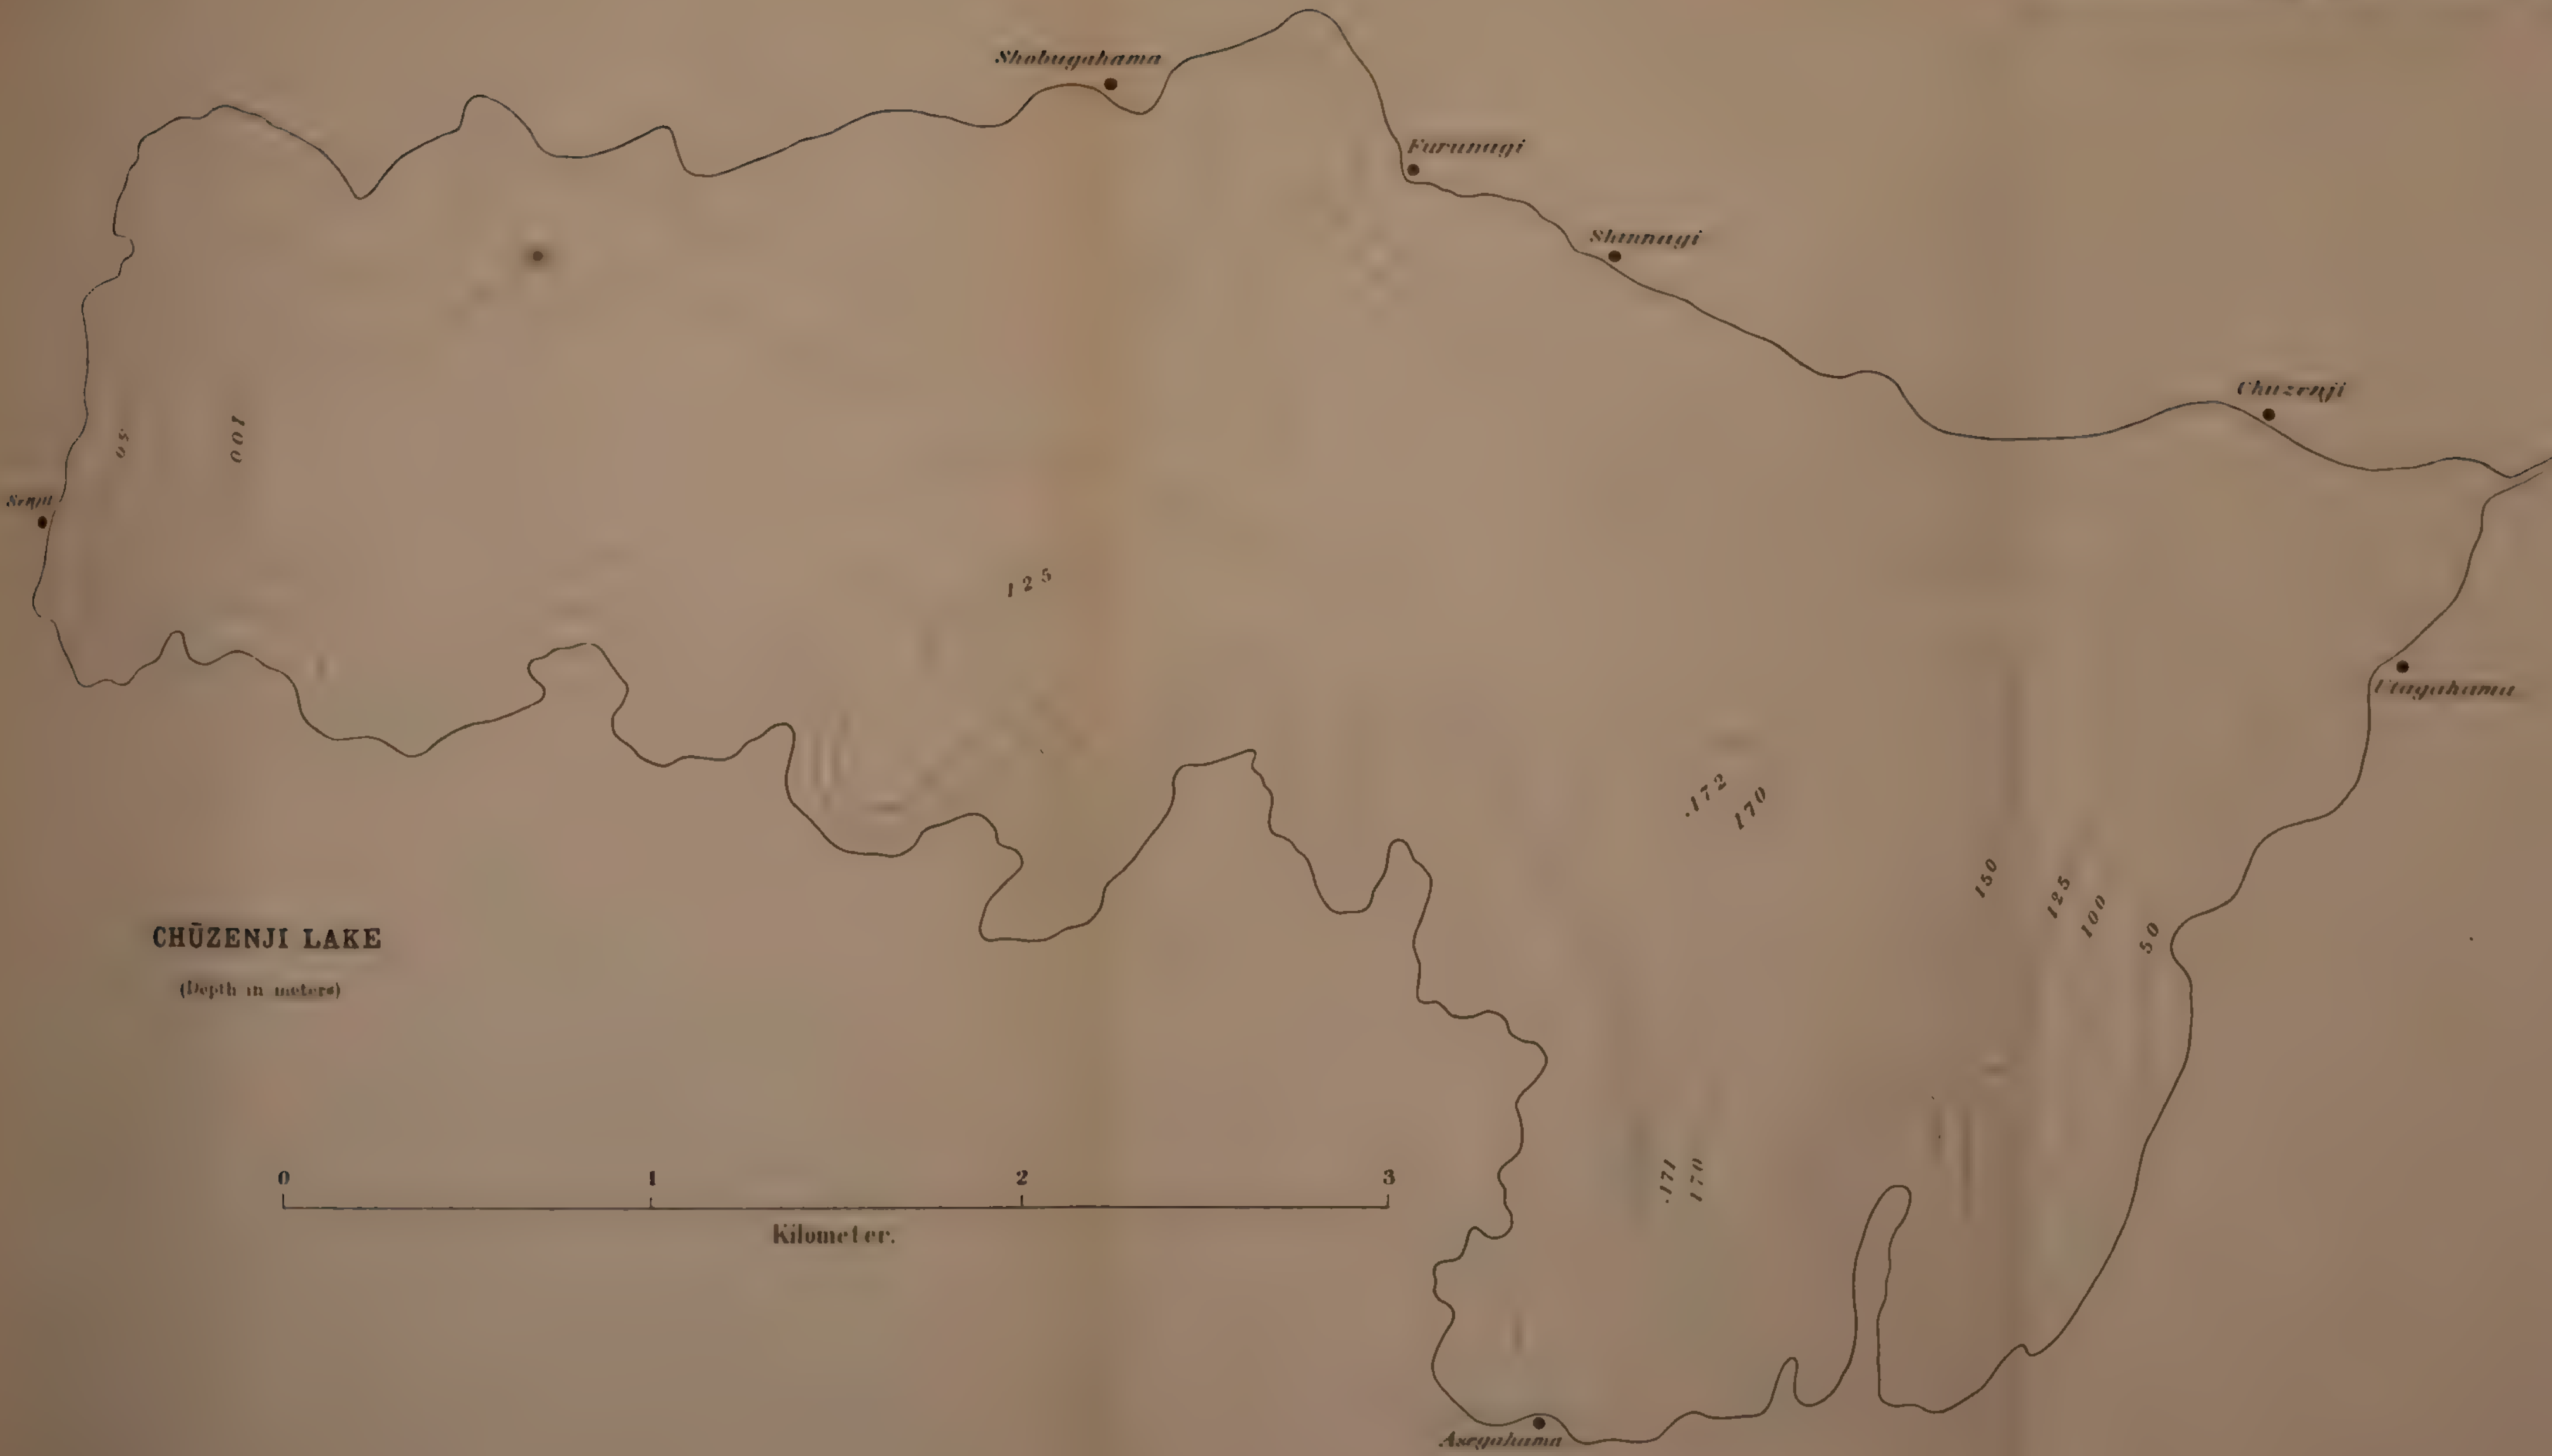 Shobugahama
Furunagi
Shinnagi
Chuzenji
50
100
Senju
125
Utagahama
.172
170
150
125
100
50
CHŪZENJI LAKE
(Depth in meters)
.171
170
0 1 2 3
Kilometer.
Asegahama